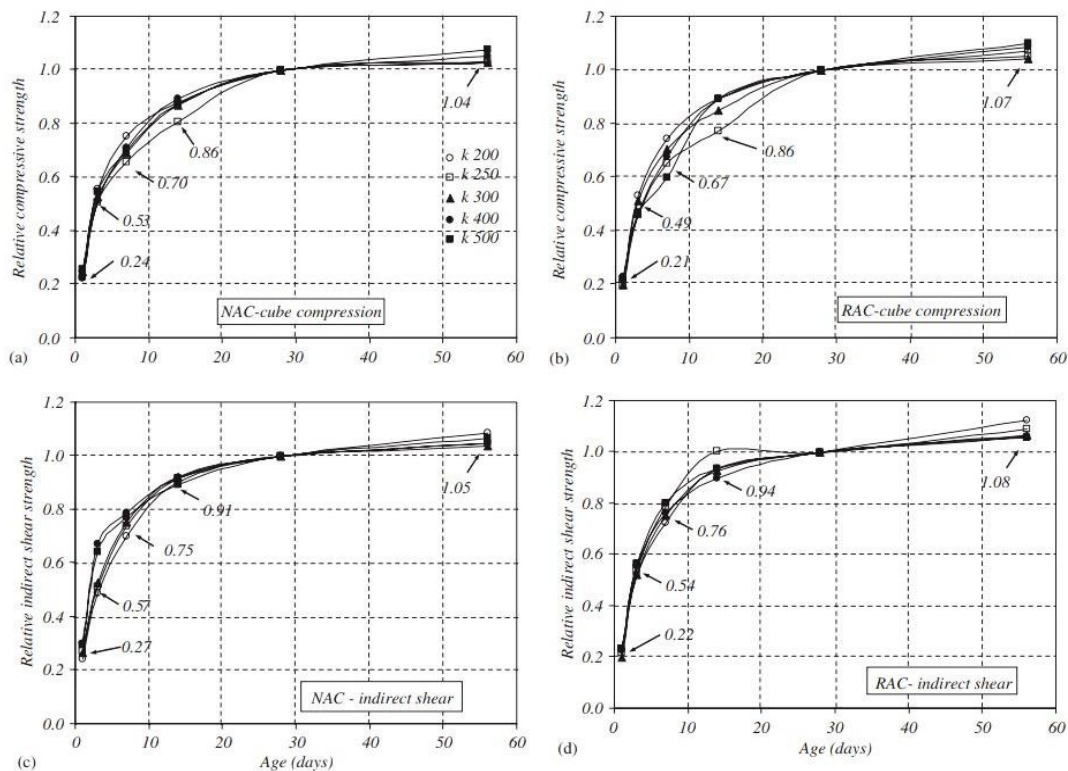 Relative compressive strength
1.2
1.0
0.8
0.6
0.4
0.2
0.0
0 10 20 30 40 50 60
1.04
0.86
0.70
0.53
0.24
k 200
k 250
k 300
k 400
k 500
NAC-cube compression
(a)
Relative compressive strength
1.2
1.0
0.8
0.6
0.4
0.2
0.0
0 10 20 30 40 50 60
1.07
0.86
0.67
0.49
0.21
RAC-cube compression
(b)
Relative indirect shear strength
1.2
1.0
0.8
0.6
0.4
0.2
0.0
0 10 20 30 40 50 60
1.05
0.91
0.75
0.57
0.27
NAC - indirect shear
(c)
Age (days)
Relative indirect shear strength
1.2
1.0
0.8
0.6
0.4
0.2
0.0
0 10 20 30 40 50 60
1.08
0.94
0.76
0.54
0.22
RAC- indirect shear
(d)
Age (days)